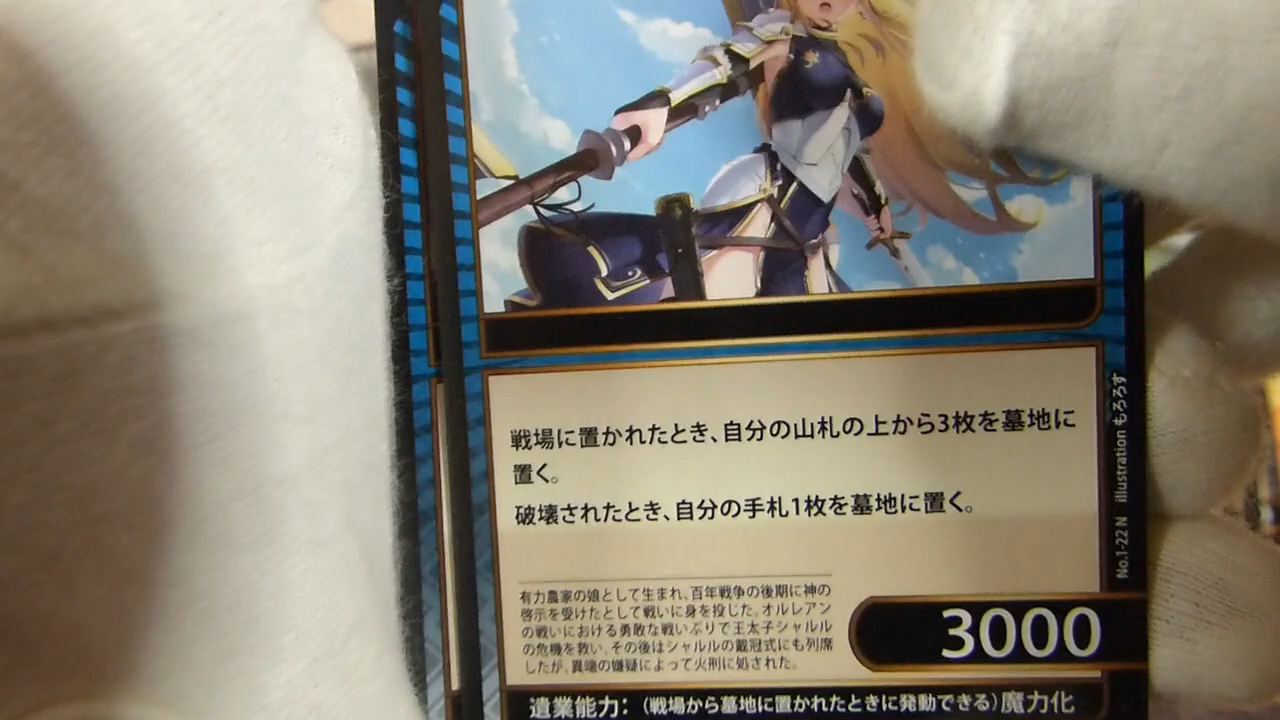 戦場に置かれたとき、自分の山札の上から3枚を墓地に
置く。
破壊されたとき、自分の手札1枚を墓地に置く。
有力農家の娘として生まれ、百年戦争の後期に神の
啓示を受けたとして戦いに身を投じた。オルレアン
の戦いにおける勇敢な戦いぶりで王太子シャルル
の危機を救い、その後はシャルルの戴冠式にも列席
したが、異端の嫌疑によって火刑に処された。
3000
遺業能力：（戦場から墓地に置かれたときに発動できる）魔力化
No.1-22 N illustration もろろす